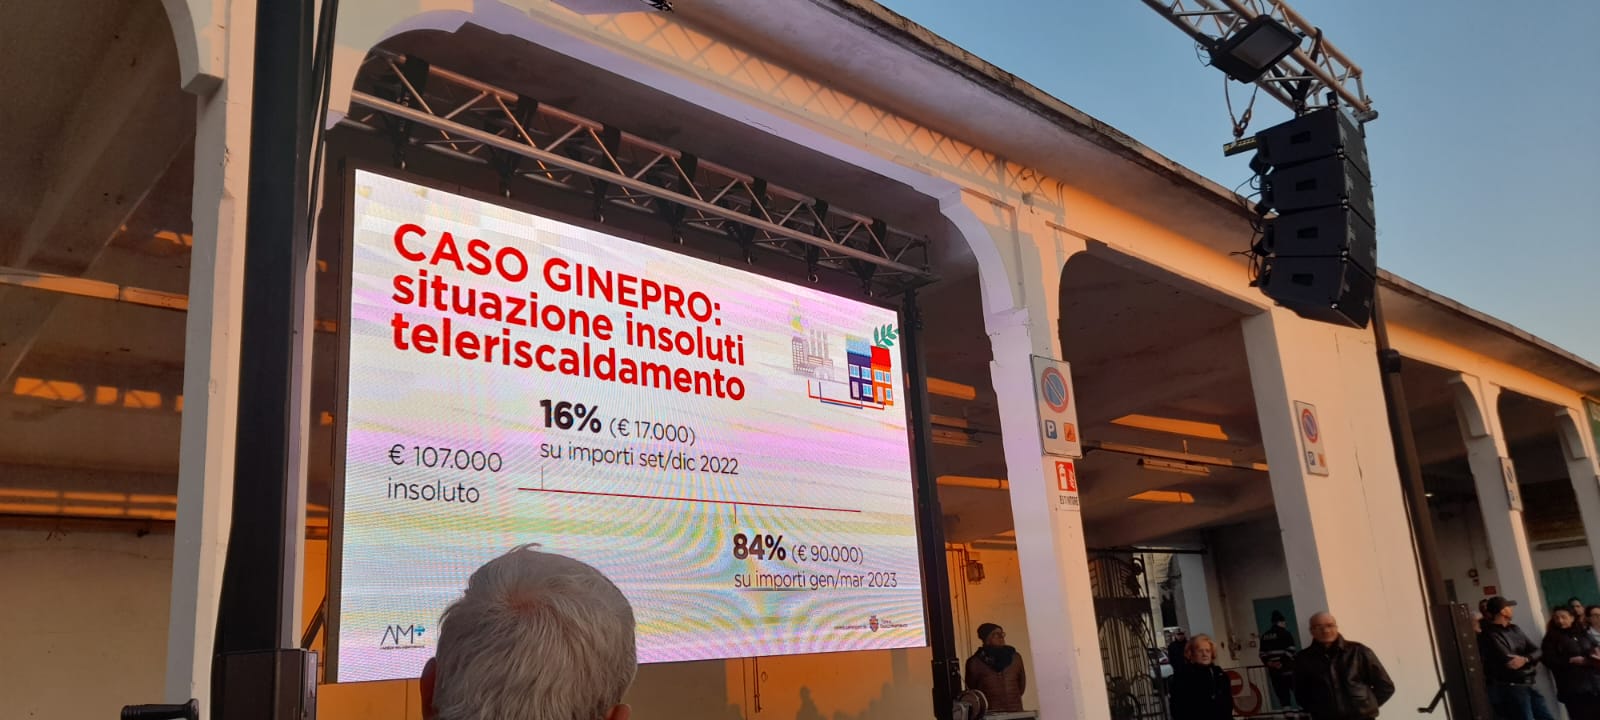 CASO GINEPRO:
situazione insoluti
teleriscaldamento
16% (€ 17.000)
su importi set/dic 2022
€ 107.000
insoluto
84% (€ 90.000)
su importi gen/mar 2023
AM+
P
P
ESTINTORE